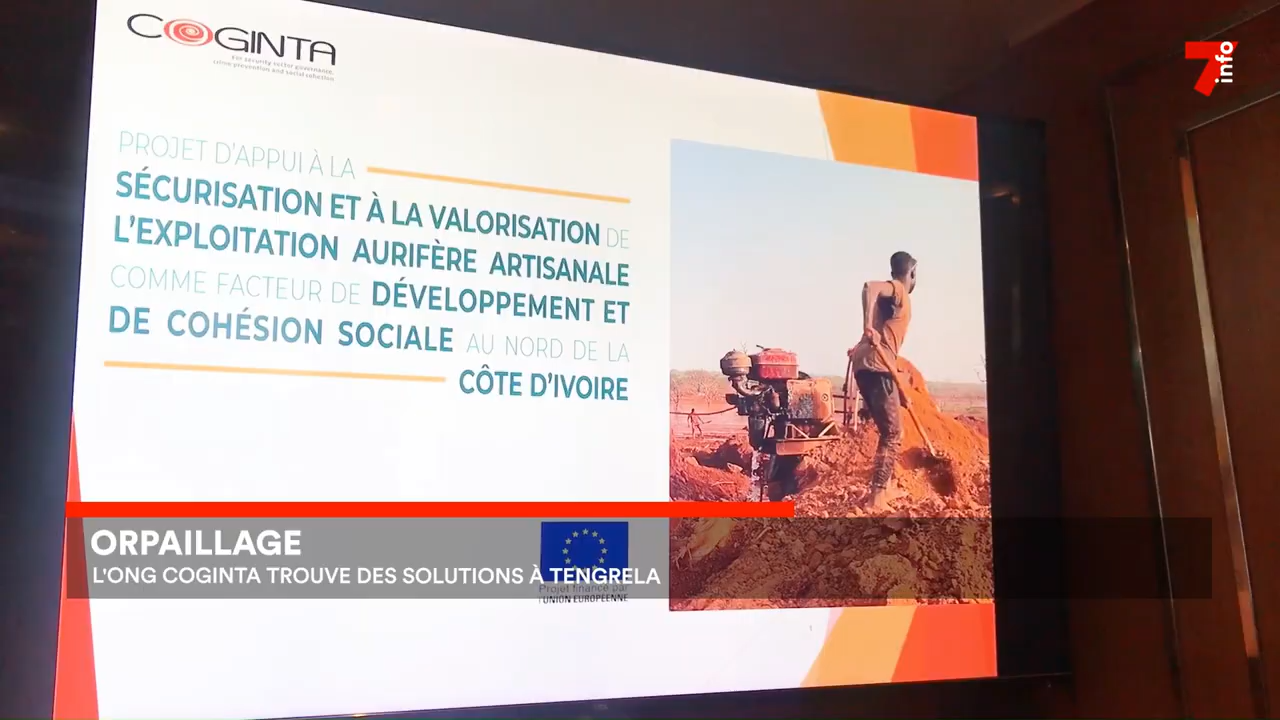 COGINTA
For security sector governance,
crime prevention and social cohesion
7
info
PROJET D'APPUI À LA
SÉCURISATION ET À LA VALORISATION DE
L'EXPLOITATION AURIFÈRE ARTISANALE
COMME FACTEUR DE DÉVELOPPEMENT ET
DE COHÉSION SOCIALE AU NORD DE LA
CÔTE D'IVOIRE
ORPAILLAGE
L'ONG COGINTA TROUVE DES SOLUTIONS À TENGRELA
Projet financé par
l'UNION EUROPÉENNE